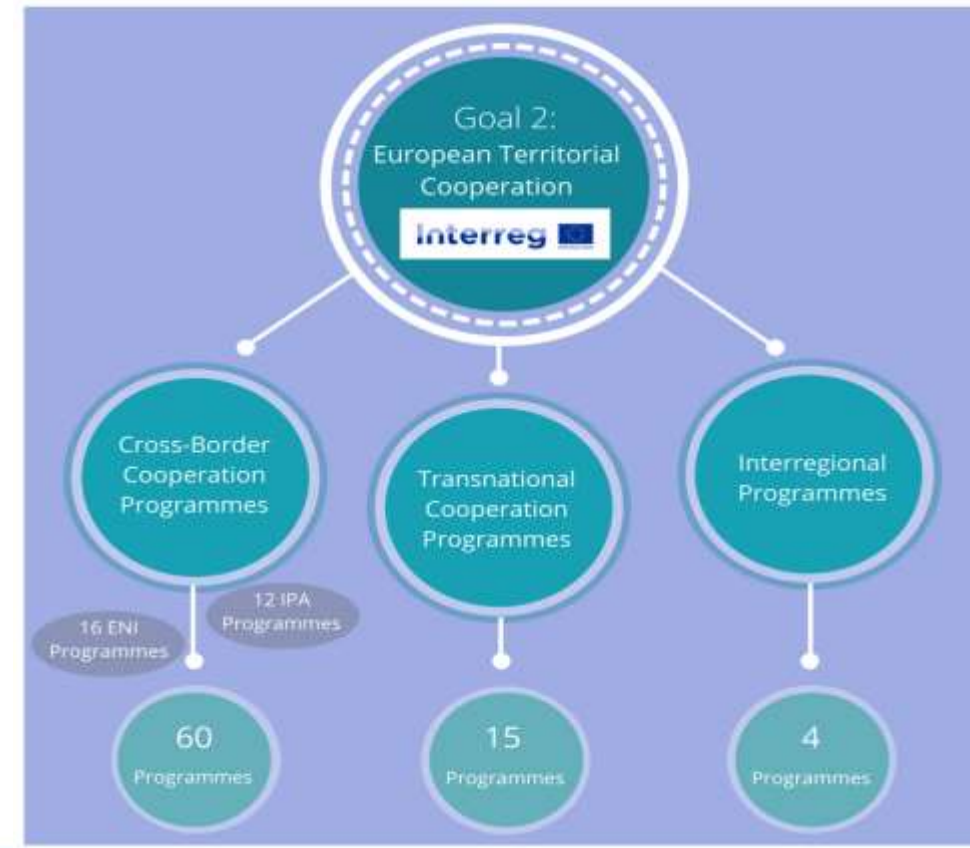 Goal 2:
European Territorial
Cooperation
Interreg
Cross-Border
Cooperation
Programmes
Transnational
Cooperation
Programmes
Interregional
Programmes
16 ENI
Programmes
12 IPA
Programmes
60
Programmes
15
Programmes
4
Programmes